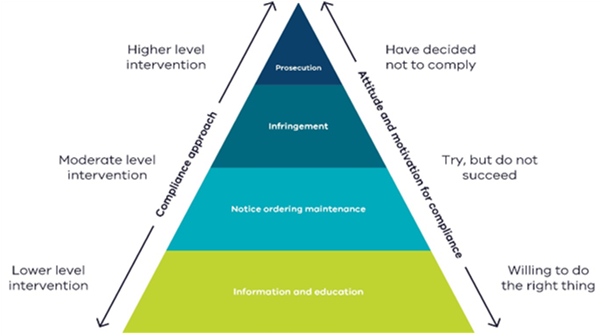 Higher level
intervention
Have decided
not to comply
Prosecution
Compliance approach
Attitude and motivation for compliance
Infringement
Moderate level
intervention
Try, but do not
succeed
Notice ordering maintenance
Lower level
intervention
Willing to do
the right thing
Information and education